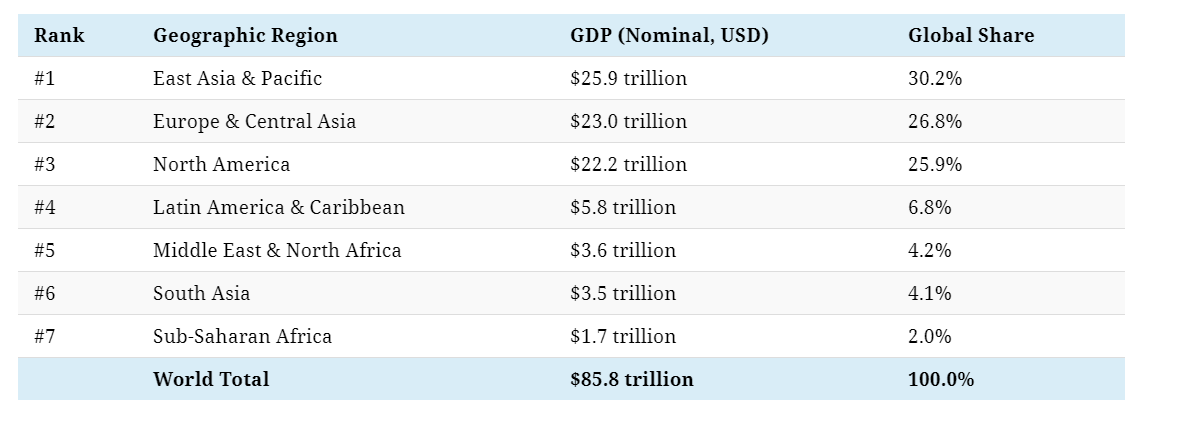 Rank Geographic Region GDP (Nominal, USD) Global Share
#1 East Asia & Pacific $25.9 trillion 30.2%
#2 Europe & Central Asia $23.0 trillion 26.8%
#3 North America $22.2 trillion 25.9%
#4 Latin America & Caribbean $5.8 trillion 6.8%
#5 Middle East & North Africa $3.6 trillion 4.2%
#6 South Asia $3.5 trillion 4.1%
#7 Sub-Saharan Africa $1.7 trillion 2.0%
World Total $85.8 trillion 100.0%